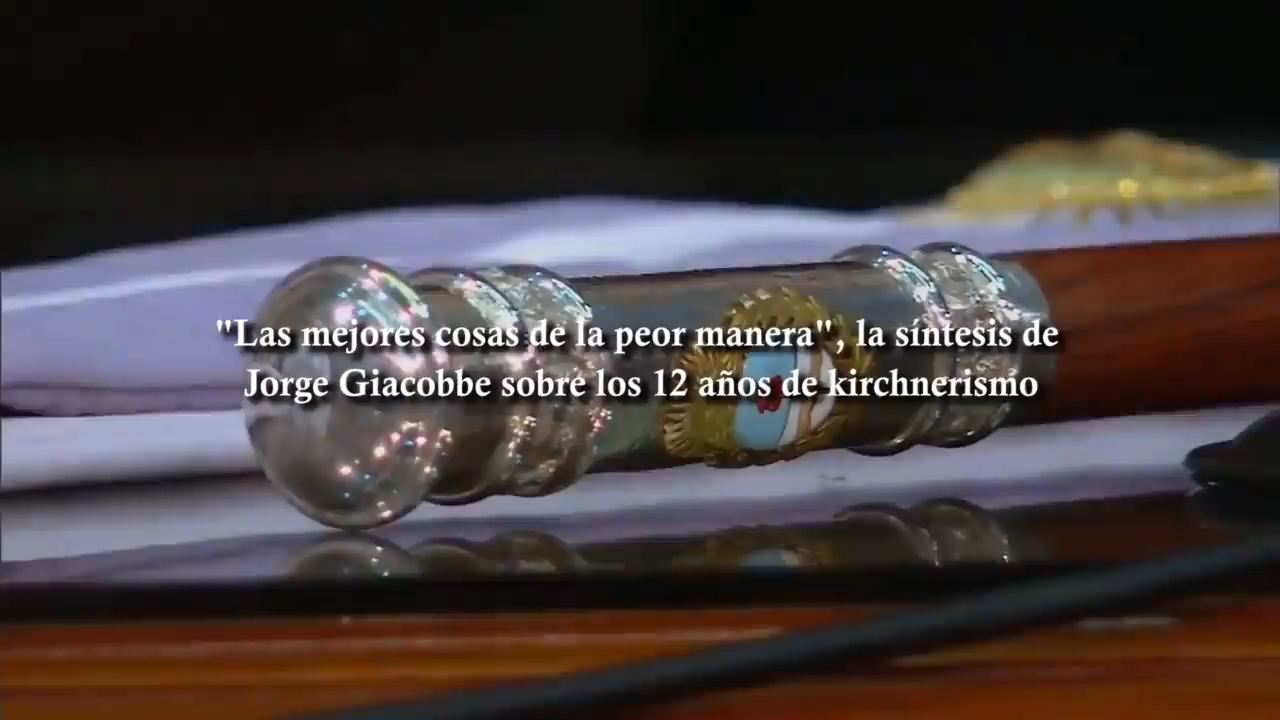 "Las mejores cosas de la peor manera", la síntesis de
Jorge Giacobbe sobre los 12 años de kirchnerismo